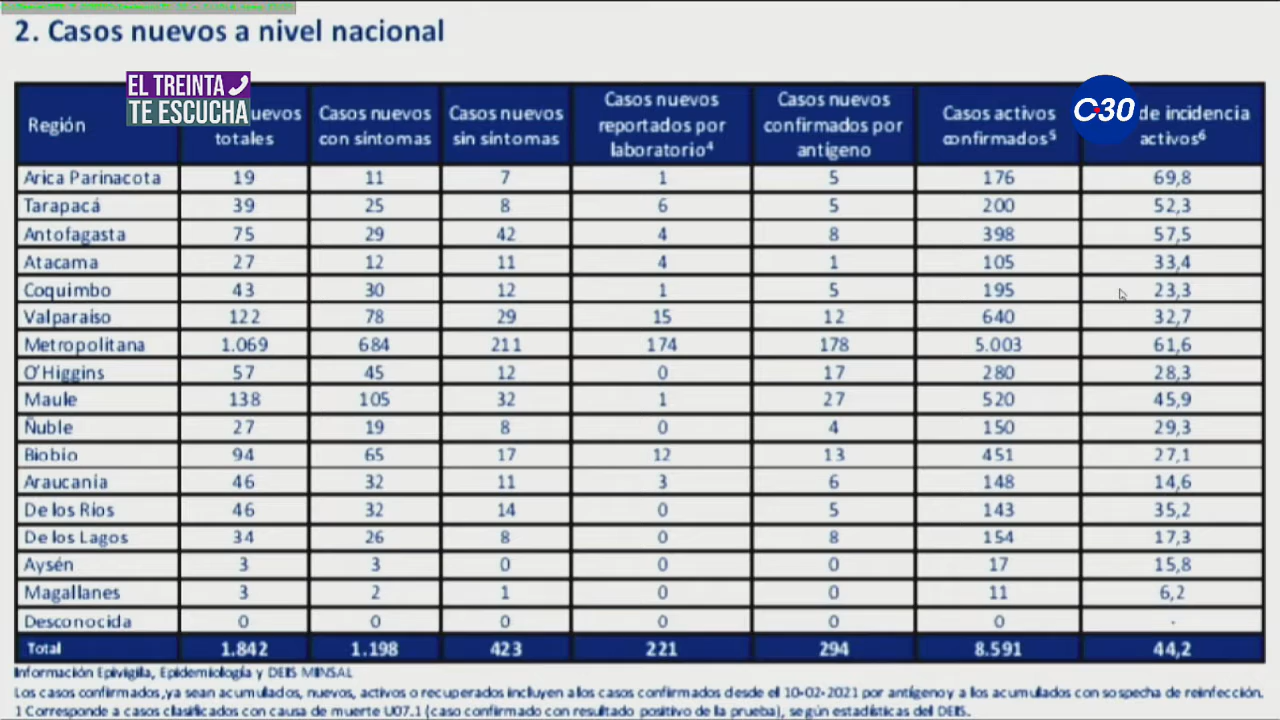 2. Casos nuevos a nivel nacional
EL TREINTA
TE ESCUCHA
C30
Región
totales
Casos nuevos con síntomas
Casos nuevos sin síntomas
Casos nuevos reportados por laboratorio⁴
Casos nuevos confirmados por antígeno
Casos activos confirmados⁵
de incidencia activos⁶
Arica Parinacota 19 11 7 1 5 176 69,8
Tarapacá 39 25 8 6 5 200 52,3
Antofagasta 75 29 42 4 8 398 57,5
Atacama 27 12 11 4 1 105 33,4
Coquimbo 43 30 12 1 5 195 23,3
Valparaíso 122 78 29 15 12 640 32,7
Metropolitana 1.069 684 211 174 178 5.003 61,6
O'Higgins 57 45 12 0 17 280 28,3
Maule 138 105 32 1 27 520 45,9
Ñuble 27 19 8 0 4 150 29,3
Biobío 94 65 17 12 13 451 27,1
Araucanía 46 32 11 3 6 148 14,6
De los Ríos 46 32 14 0 5 143 35,2
De los Lagos 34 26 8 0 8 154 17,3
Aysén 3 3 0 0 0 17 15,8
Magallanes 3 2 1 0 0 11 6,2
Desconocida 0 0 0 0 0 0 -
Total 1.842 1.198 423 221 294 8.591 44,2
Información Epivigilia, Epidemiología y DEIS MINSAL
Los casos confirmados, ya sean acumulados, nuevos, activos o recuperados incluyen a los casos confirmados desde el 10-02-2021 por antígeno y a los acumulados con sospecha de reinfección.
1 Corresponde a casos clasificados con causa de muerte U07.1 (caso confirmado con resultado positivo de la prueba), según estadísticas del DEIS.